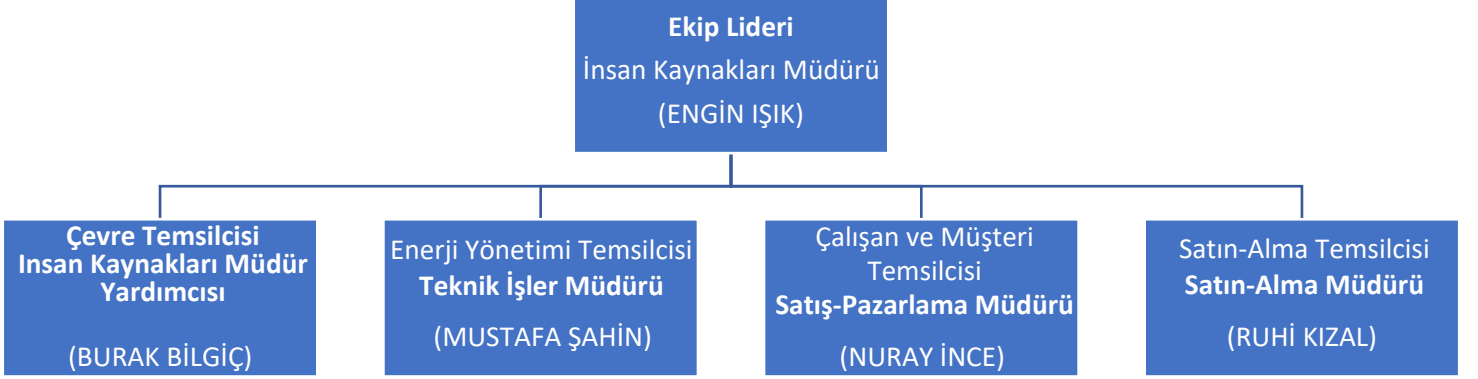 Ekip Lideri
İnsan Kaynakları Müdürü
(ENGİN IŞIK)
Çevre Temsilcisi
Insan Kaynakları Müdür
Yardımcısı
(BURAK BİLGİÇ)
Enerji Yönetimi Temsilcisi
Teknik İşler Müdürü
(MUSTAFA ŞAHİN)
Çalışan ve Müşteri
Temsilcisi
Satış-Pazarlama Müdürü
(NURAY İNCE)
Satın-Alma Temsilcisi
Satın-Alma Müdürü
(RUHİ KIZAL)